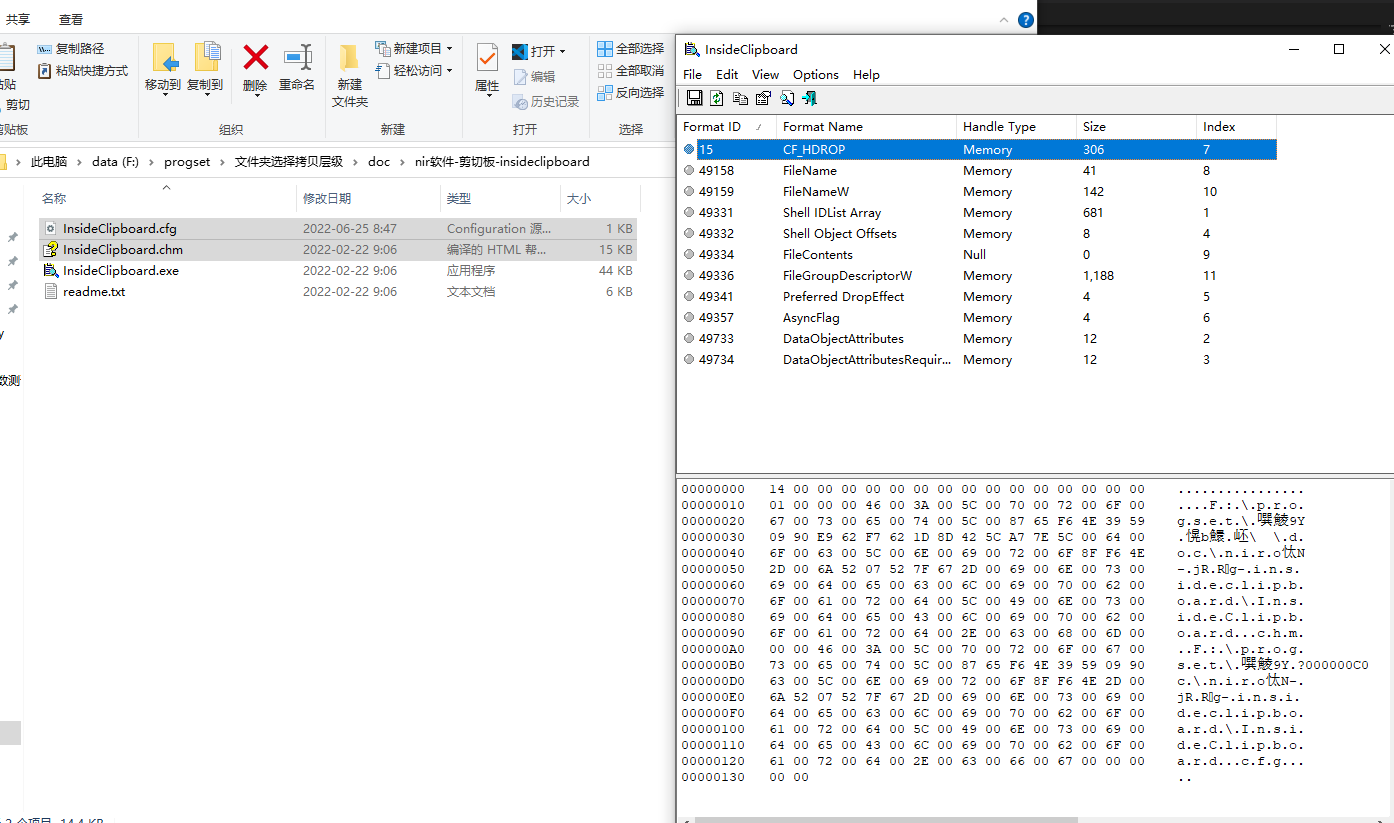 共享 查看
复制路径
粘贴快捷方式
剪切
移动到 复制到 删除 重命名
组织
新建
文件夹
新建项目
轻松访问
新建
属性
打开
编辑
历史记录
打开
全部选择
全部取消
反向选择
选择
此电脑 data (F:) progset 文件夹选择拷贝层级 doc nir软件-剪切板-insideclipboard
名称 修改日期 类型 大小
InsideClipboard.cfg 2022-06-25 8:47 Configuration 源... 1 KB
InsideClipboard.chm 2022-02-22 9:06 编译的 HTML 帮... 15 KB
InsideClipboard.exe 2022-02-22 9:06 应用程序 44 KB
readme.txt 2022-02-22 9:06 文本文档 6 KB
InsideClipboard
File Edit View Options Help
Format ID Format Name Handle Type Size Index
15 CF_HDROP Memory 306 7
49158 FileName Memory 41 8
49159 FileNameW Memory 142 10
49331 Shell IDList Array Memory 681 1
49332 Shell Object Offsets Memory 8 4
49334 FileContents Null 0 9
49336 FileGroupDescriptorW Memory 1,188 11
49341 Preferred DropEffect Memory 4 5
49357 AsyncFlag Memory 4 6
49733 DataObjectAttributes Memory 12 2
49734 DataObjectAttributesRequir... Memory 12 3
00000000 14 00 00 00 00 00 00 00 00 00 00 00 00 00 00 00 ................
00000010 01 00 00 00 46 00 3A 00 5C 00 70 00 72 00 6F 00 ....F.:.\.p.r.o.
00000020 67 00 73 00 65 00 74 00 5C 00 87 65 F6 4E 39 59 g.s.e.t.\.
00000030 09 90 E9 62 F7 62 1D 8D 42 5C A7 7E 5C 00 64 00
00000040 6F 00 63 00 5C 00 6E 00 69 00 72 00 6F 8F F6 4E
00000050 2D 00 6A 52 07 52 7F 67 2D 00 69 00 6E 00 73 00
00000060 69 00 64 00 65 00 63 00 6C 00 69 00 70 00 62 00 i.d.e.c.l.i.p.b.
00000070 6F 00 61 00 72 00 64 00 5C 00 49 00 6E 00 73 00 o.a.r.d.\.I.n.s.
00000080 69 00 64 00 65 00 43 00 6C 00 69 00 70 00 62 00 i.d.e.C.l.i.p.b.
00000090 6F 00 61 00 72 00 64 00 2E 00 63 00 68 00 6D 00 o.a.r.d...c.h.m.
000000A0 00 00 46 00 3A 00 5C 00 70 00 72 00 6F 00 67 00 ..F.:.\.p.r.o.g.
000000B0 73 00 65 00 74 00 5C 00 87 65 F6 4E 39 59 09 90
000000D0 63 00 5C 00 6E 00 69 00 72 00 6F 8F F6 4E 2D 00
000000E0 6A 52 07 52 7F 67 2D 00 69 00 6E 00 73 00 69 00
000000F0 64 00 65 00 63 00 6C 00 69 00 70 00 62 00 6F 00 d.e.c.l.i.p.b.o.
00000100 61 00 72 00 64 00 5C 00 49 00 6E 00 73 00 69 00 a.r.d.\.I.n.s.i.
00000110 64 00 65 00 43 00 6C 00 69 00 70 00 62 00 6F 00 d.e.C.l.i.p.b.o.
00000120 61 00 72 00 64 00 2E 00 63 00 66 00 67 00 00 00 a.r.d...c.f.g...
00000130 00 00 ..